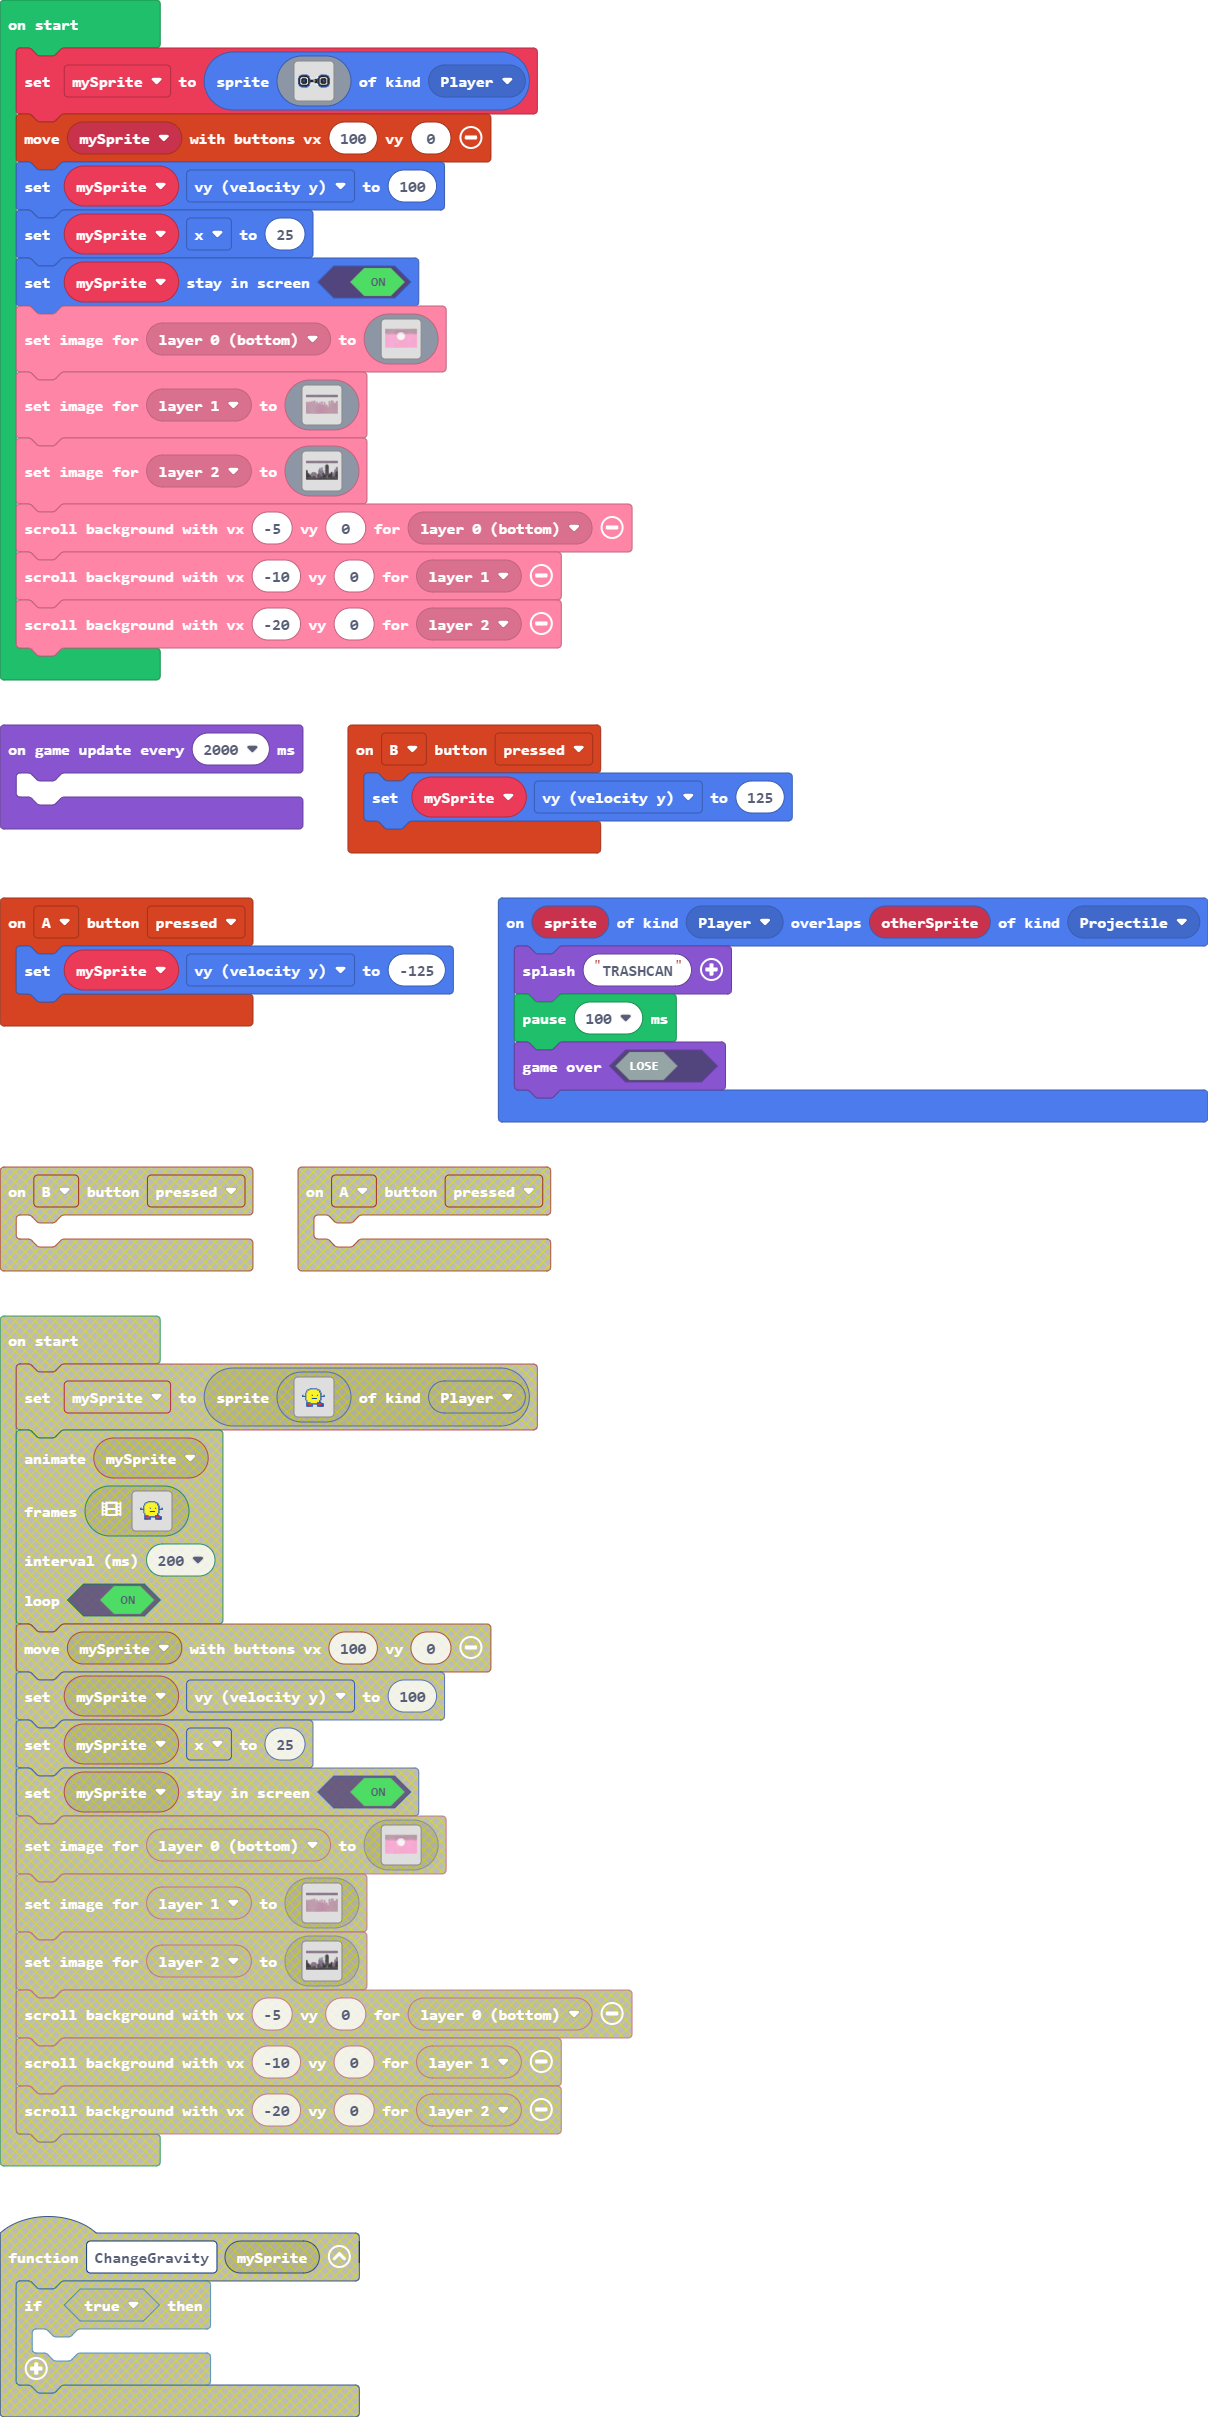 on start
set mySprite to sprite of kind Player
move mySprite with buttons vx 100 vy 0
set mySprite vy (velocity y) to 100
set mySprite x to 25
set mySprite stay in screen ON
set image for layer 0 (bottom) to
set image for layer 1 to
set image for layer 2 to
scroll background with vx -5 vy 0 for layer 0 (bottom)
scroll background with vx -10 vy 0 for layer 1
scroll background with vx -20 vy 0 for layer 2
on game update every 2000 ms
on B button pressed
set mySprite vy (velocity y) to 125
on A button pressed
set mySprite vy (velocity y) to -125
on sprite of kind Player overlaps otherSprite of kind Projectile
splash "TRASHCAN"
pause 100 ms
game over LOSE
on B button pressed
on A button pressed
on start
set mySprite to sprite of kind Player
animate mySprite
frames
interval (ms) 200
loop ON
move mySprite with buttons vx 100 vy 0
set mySprite vy (velocity y) to 100
set mySprite x to 25
set mySprite stay in screen ON
set image for layer 0 (bottom) to
set image for layer 1 to
set image for layer 2 to
scroll background with vx -5 vy 0 for layer 0 (bottom)
scroll background with vx -10 vy 0 for layer 1
scroll background with vx -20 vy 0 for layer 2
function ChangeGravity mySprite
if true then